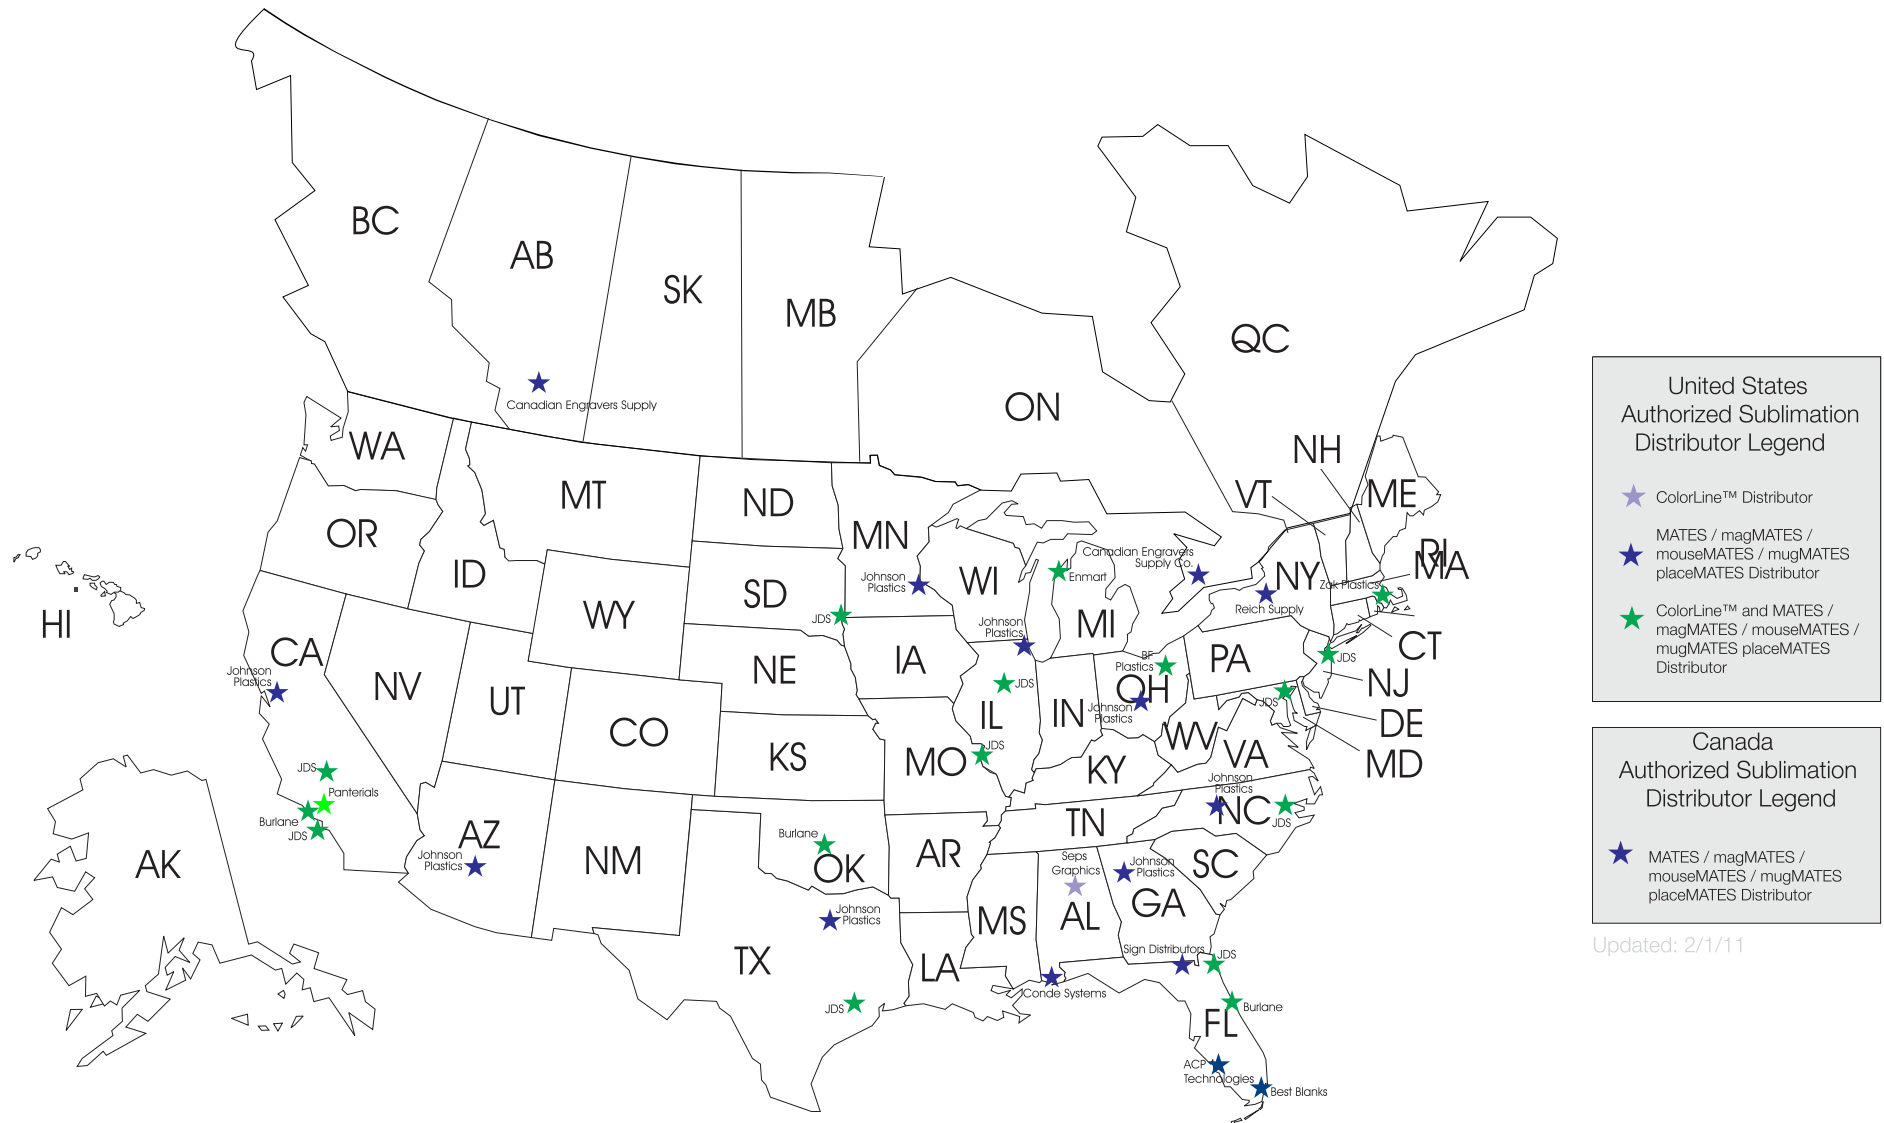 BC
AB
SK
MB
QC
ON
Canadian Engravers Supply
NH
WA
VT
ME
MT
ND
OR
MN
RI
MA
ID
WI
Canadian Engravers
Supply Co.
Enmart
NY
Zak Plastics
Johnson
Plastics
SD
WY
JDS
Reich Supply
HI
MI
Johnson
Plastics
CT
CA
IA
NE
PA
BF
Plastics
JDS
Johnson
Plastics
NV
UT
JDS
OH
NJ
IL
IN
Johnson
Plastics
JDS
DE
CO
WV
VA
MD
KS
MO
JDS
KY
JDS
Johnson
Plastics
Panterials
NC
JDS
Burlane
JDS
TN
AZ
Burlane
Johnson
Plastics
AK
NM
OK
AR
Seps
Graphics
Johnson
Plastics
SC
GA
AL
MS
Johnson
Plastics
TX
LA
Sign Distributors
JDS
Conde Systems
JDS
Burlane
FL
ACP
Technologies
Best Blanks
United States
Authorized Sublimation
Distributor Legend
ColorLine™ Distributor
MATES / magMATES /
mouseMATES / mugMATES
placeMATES Distributor
ColorLine™ and MATES /
magMATES / mouseMATES /
mugMATES placeMATES
Distributor
Canada
Authorized Sublimation
Distributor Legend
MATES / magMATES /
mouseMATES / mugMATES
placeMATES Distributor
Updated: 2/1/11